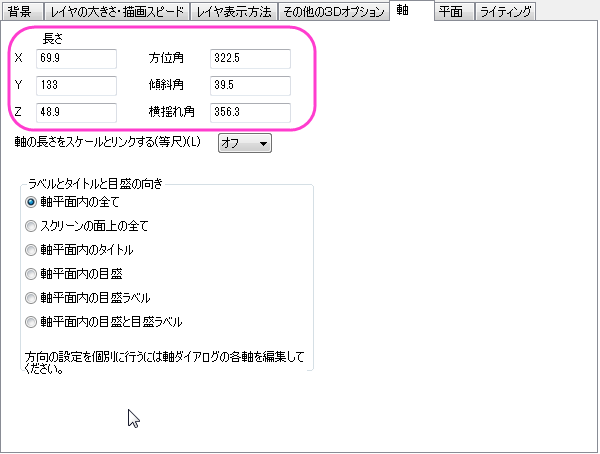 背景 レイヤの大きさ・描画スピード レイヤ表示方法 その他の3Dオプション 軸 平面 ライティング
長さ
X 69.9 方位角 322.5
Y 133 傾斜角 39.5
Z 48.9 横揺れ角 356.3
軸の長さをスケールとリンクする(等尺)(L) オフ
ラベルとタイトルと目盛の向き
軸平面内の全て
スクリーンの面上の全て
軸平面内のタイトル
軸平面内の目盛
軸平面内の目盛ラベル
軸平面内の目盛と目盛ラベル
方向の設定を個別に行うには軸ダイアログの各軸を編集して
ください。